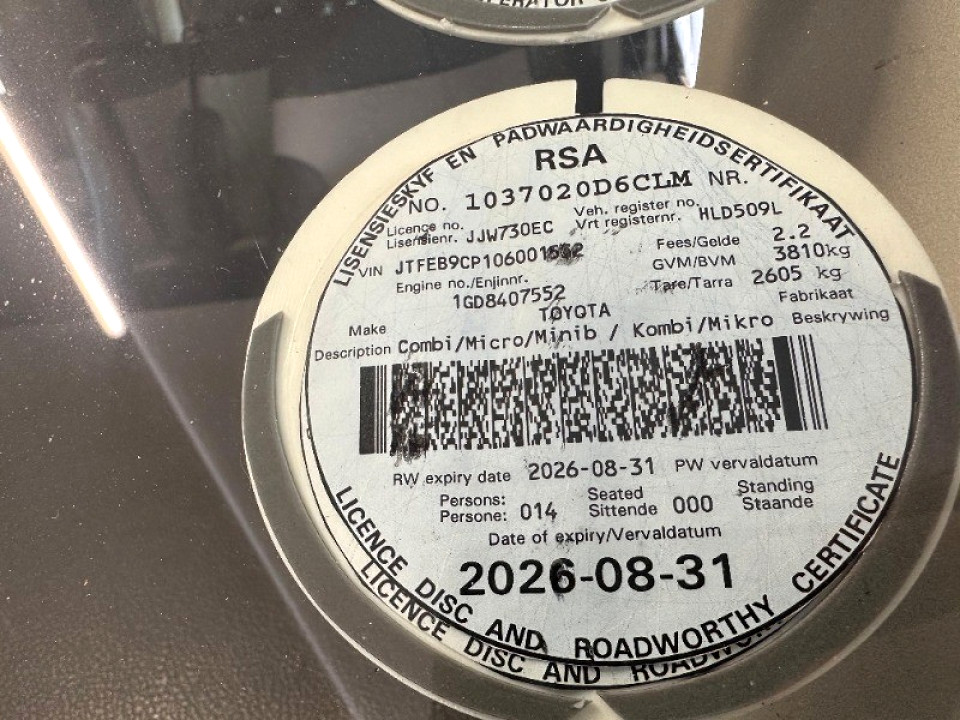 ERATOR
LISENSIESKYF EN PADWAARDIGHEIDSERTIFIKAAT
RSA
NO. 1037020D6CLM NR.
Licence no. Veh. register no.
Lisensienr. JJW730EC Vrt registernr. HLD509L
VIN Fees/Gelde 2.2
Engine no./Enjinnr. GVM/BVM 3810kg
1GD8407552 Tare/Tarra 2605 kg
Make TOYOTA Fabrikaat
Description Combi/Micro/Minib / Kombi/Mikro Beskrywing
RW expiry date 2026-08-31 PW vervaldatum
Persons: Seated Standing
Persone: 014 Sittende 000 Staande
Date of expiry/Vervaldatum
2026-08-31
LICENCE DISC AND ROADWORTHY CERTIFICATE
LICENCE DISC AND